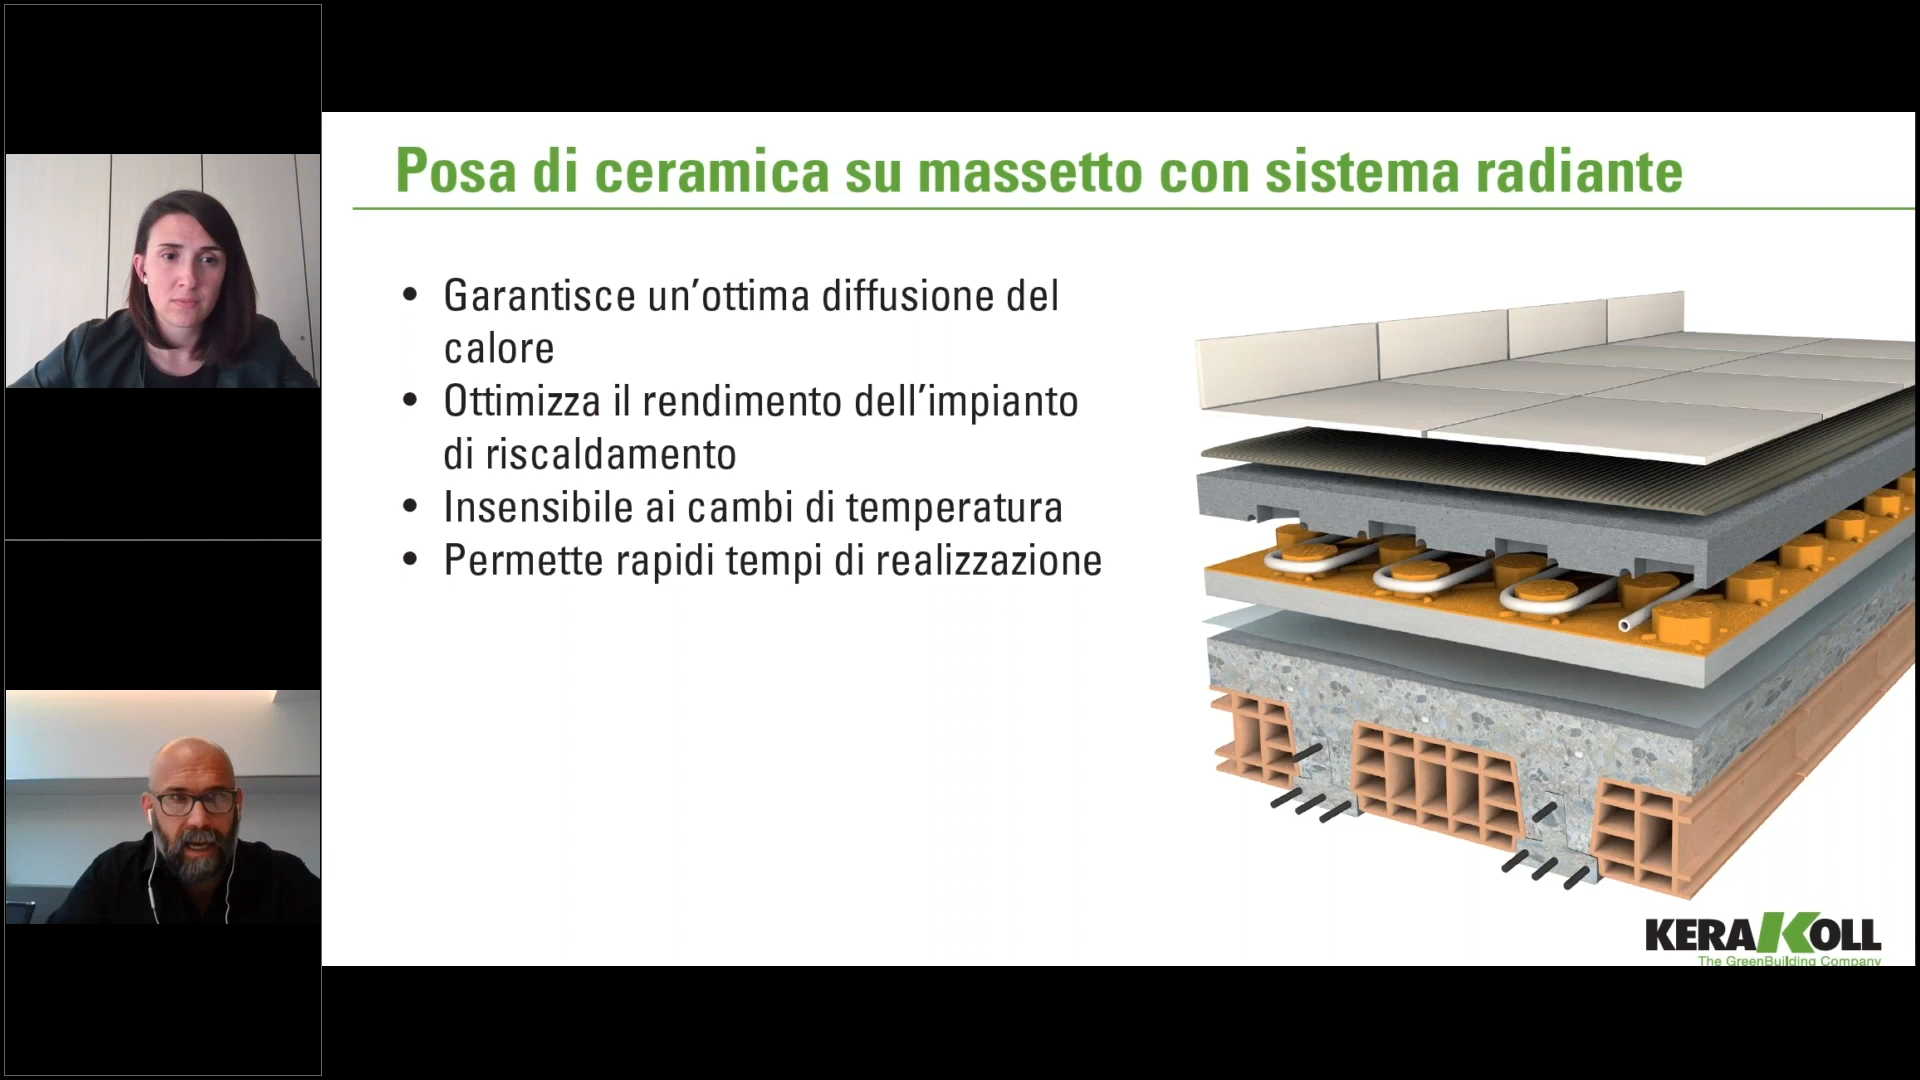 Posa di ceramica su massetto con sistema radiante
• Garantisce un’ottima diffusione del
calore
• Ottimizza il rendimento dell’impianto
di riscaldamento
• Insensibile ai cambi di temperatura
• Permette rapidi tempi di realizzazione
KERAKOLL
The GreenBuilding Company